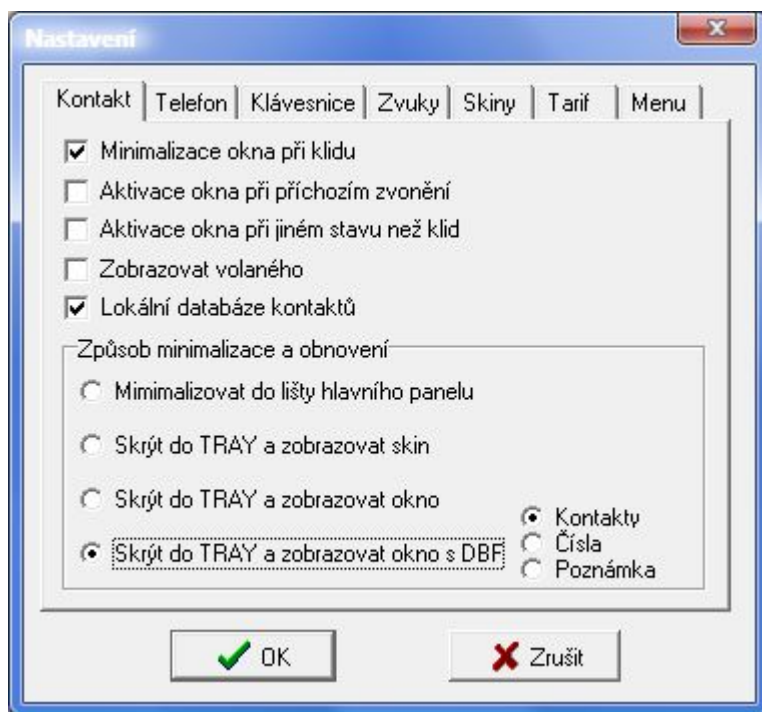 Nastavení
Kontakt Telefon Klávesnice Zvuky Skiny Tarif Menu
Minimalizace okna při klidu
Aktivace okna při příchozím zvonění
Aktivace okna při jiném stavu než klid
Zobrazovat volaného
Lokální databáze kontaktů
Způsob minimalizace a obnovení
Mimimalizovat do lišty hlavního panelu
Skrýt do TRAY a zobrazovat skin
Skrýt do TRAY a zobrazovat okno
Skrýt do TRAY a zobrazovat okno s DBF
Kontakty
Čísla
Poznámka
OK Zrušit